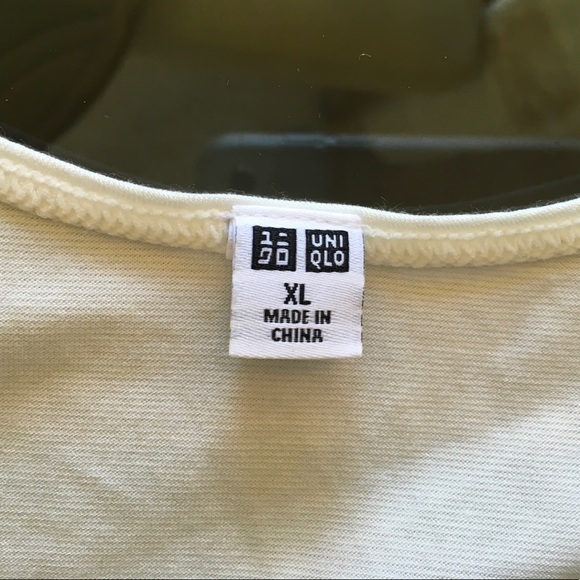 ユニ UNI
クロ QLO
XL
MADE IN
CHINA